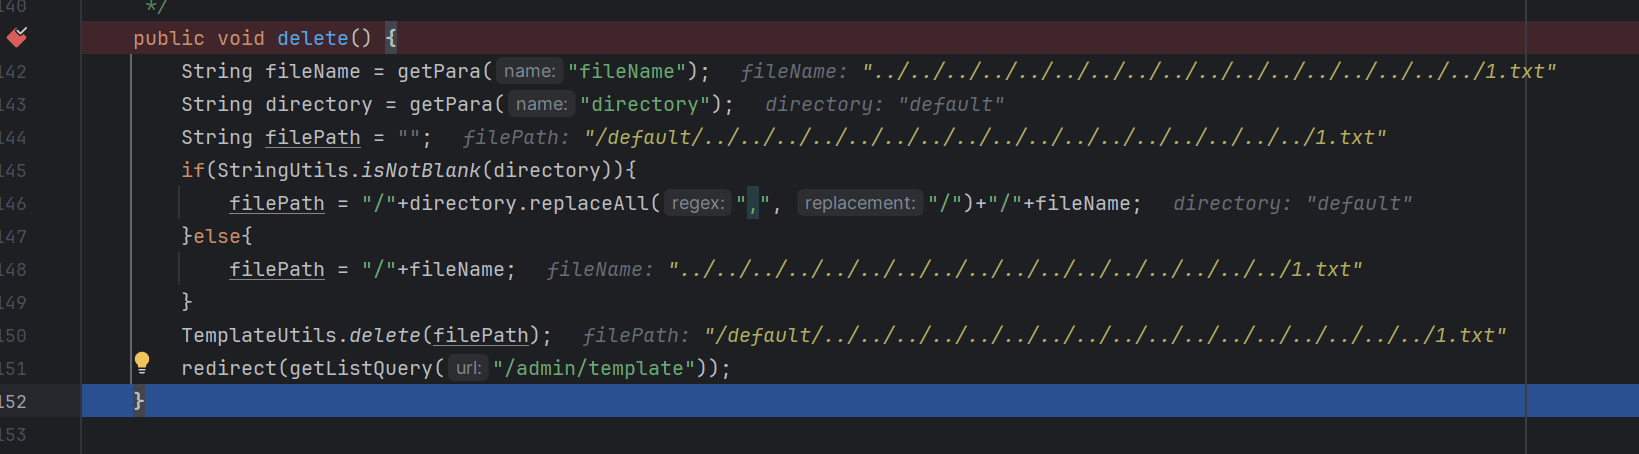 140 */
public void delete() {
142 String fileName = getPara( name: "fileName"); fileName: "../../../../../../../../../../../../../../../../../1.txt"
143 String directory = getPara( name: "directory"); directory: "default"
144 String filePath = ""; filePath: "/default/../../../../../../../../../../../../../../../../../1.txt"
145 if(StringUtils.isNotBlank(directory)){
146 filePath = "/"+directory.replaceAll( regex: ",", replacement: "/")+"/"+fileName; directory: "default"
147 }else{
148 filePath = "/"+fileName; fileName: "../../../../../../../../../../../../../../../../../1.txt"
149 }
150 TemplateUtils.delete(filePath); filePath: "/default/../../../../../../../../../../../../../../../../../1.txt"
151 redirect(getListQuery( url: "/admin/template"));
152 }
153